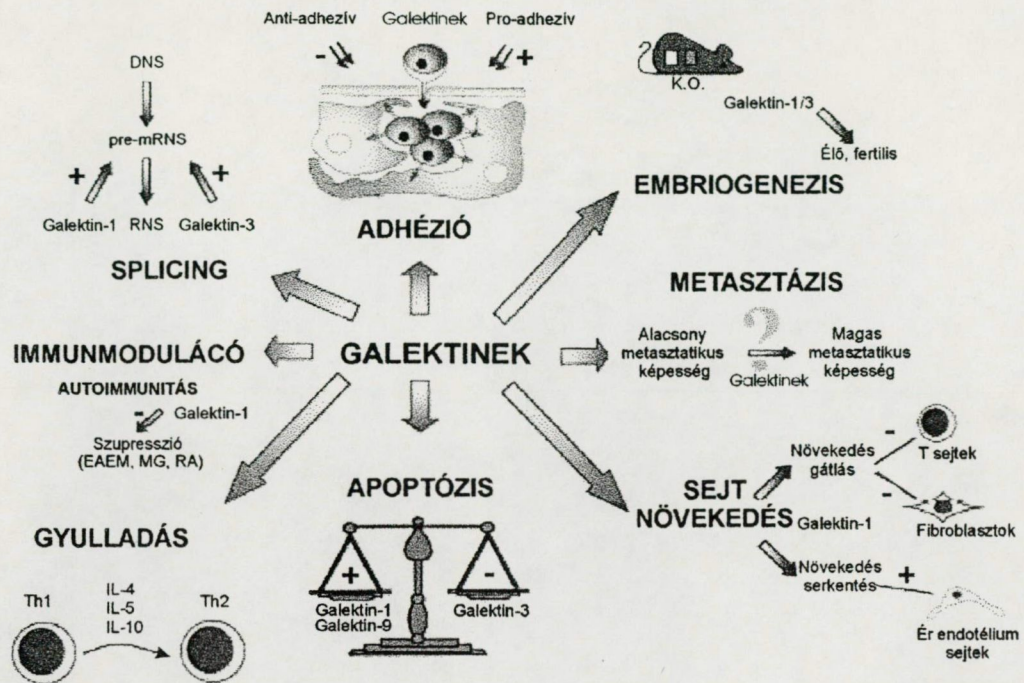 Anti-adhezív
Galektinek
Pro-adhezív
-
+
ADHÉZIÓ
DNS
pre-mRNS
+
+
Galektin-1
RNS
Galektin-3
SPLICING
K.O.
Galektin-1/3
Élő, fertilis
EMBRIOGENEZIS
METASZTÁZIS
Alacsony
metasztatikus
képesség
?
Galektinek
Magas
metasztatikus
képesség
GALEKTINEK
IMMUNMODULÁCÓ
AUTOIMMUNITÁS
-
Galektin-1
Szupresszió
(EAEM, MG, RA)
GYULLADÁS
Th1
IL-4
IL-5
IL-10
Th2
APOPTÓZIS
+
-
Galektin-1
Galektin-9
Galektin-3
SEJT
NÖVEKEDÉS
Galektin-1
Növekedés
gátlás
-
T sejtek
-
Fibroblasztok
Növekedés
serkentés
+
Ér endotélium
sejtek